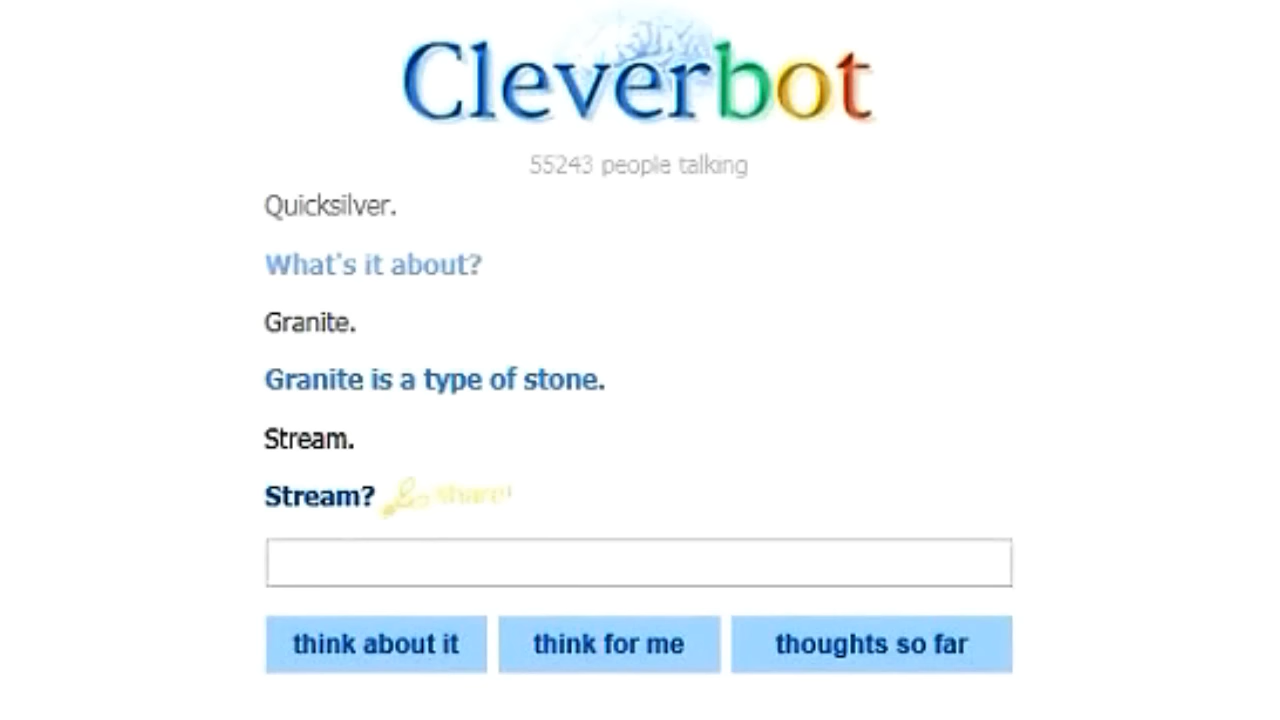 Cleverbot
55243 people talking
Quicksilver.
What's it about?
Granite.
Granite is a type of stone.
Stream.
Stream? share!
think about it
think for me
thoughts so far